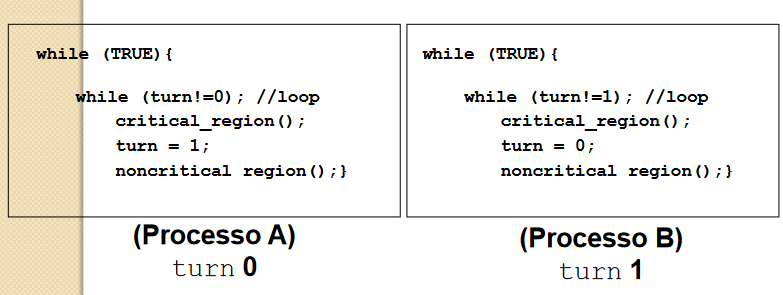 while (TRUE){
while (turn!=0); //loop
critical_region();
turn = 1;
noncritical region();}
(Processo A)
turn 0
while (TRUE){
while (turn!=1); //loop
critical_region();
turn = 0;
noncritical region();}
(Processo B)
turn 1